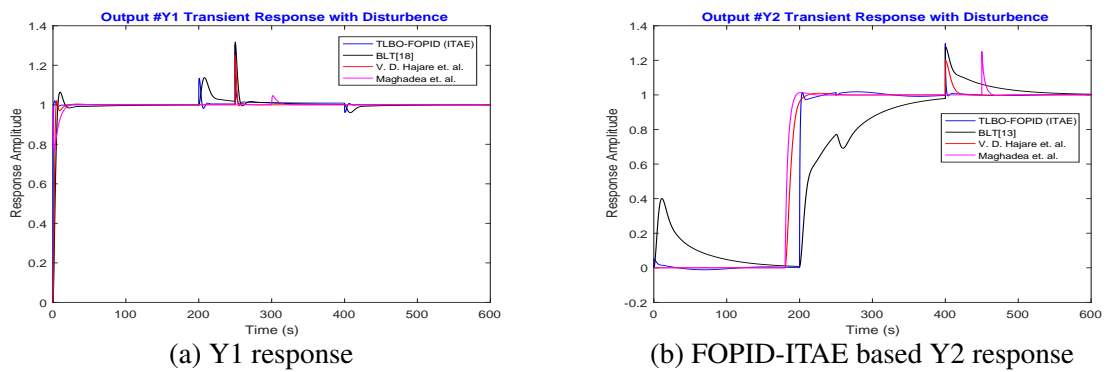 Output #Y1 Transient Response with Disturbence
1.4
1.2
1
0.8
0.6
0.4
0.2
0
Response Amplitude
TLBO-FOPID (ITAE)
BLT[18]
V. D. Hajare et. al.
Maghadea et. al.
0 100 200 300 400 500 600
Time (s)
(a) Y1 response
Output #Y2 Transient Response with Disturbence
1.4
1.2
1
0.8
0.6
0.4
0.2
0
-0.2
Response Amplitude
TLBO-FOPID (ITAE)
BLT[13]
V. D. Hajare et. al.
Maghadea et. al.
0 100 200 300 400 500 600
Time (s)
(b) FOPID-ITAE based Y2 response